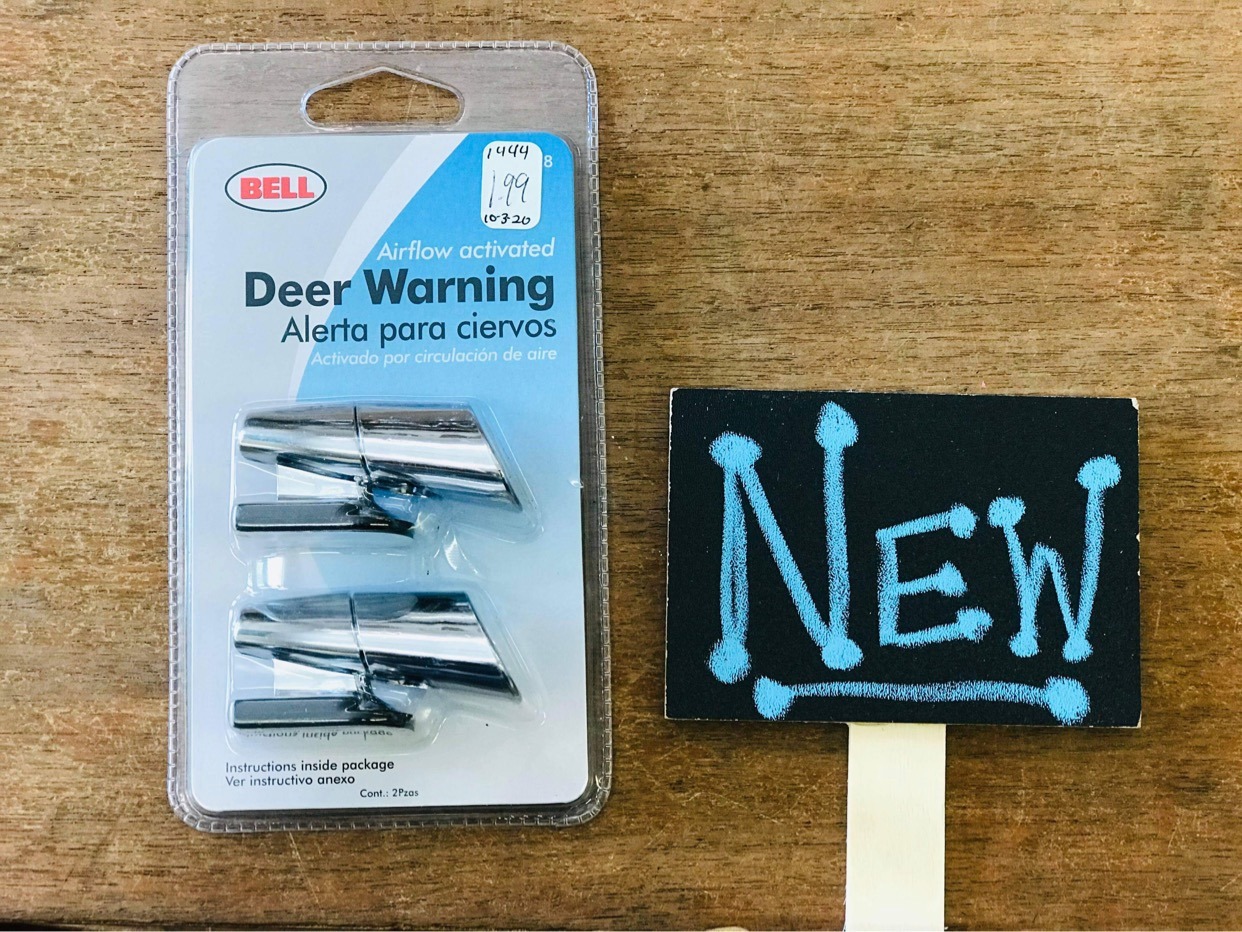 BELL
1444
8
1.99
10-3-20
Airflow activated
Deer Warning
Alerta para ciervos
Activado por circulación de aire
Instructions inside package
Ver instructivo anexo
Cont.: 2Pzas
NEW